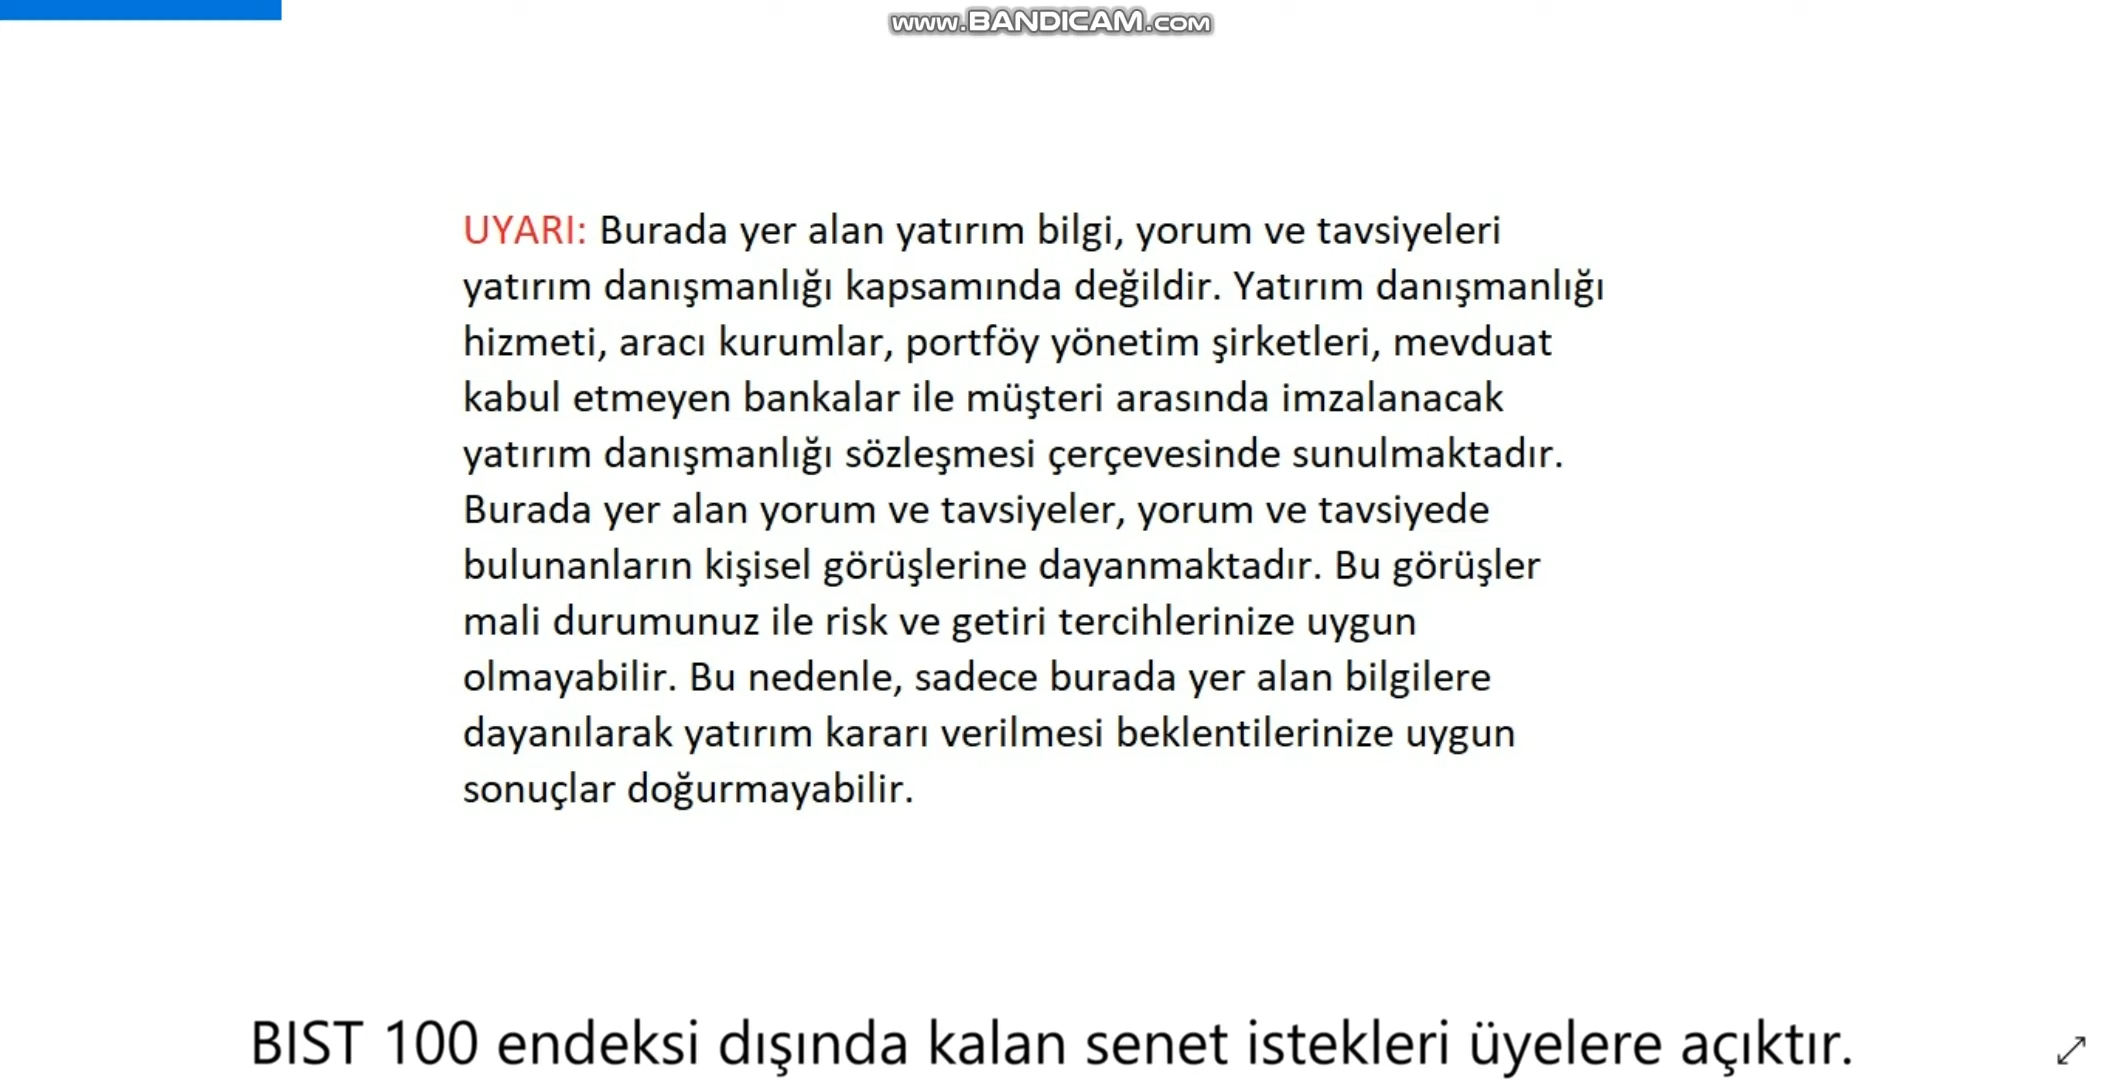 www.BANDICAM.com
UYARI: Burada yer alan yatırım bilgi, yorum ve tavsiyeleri
yatırım danışmanlığı kapsamında değildir. Yatırım danışmanlığı
hizmeti, aracı kurumlar, portföy yönetim şirketleri, mevduat
kabul etmeyen bankalar ile müşteri arasında imzalanacak
yatırım danışmanlığı sözleşmesi çerçevesinde sunulmaktadır.
Burada yer alan yorum ve tavsiyeler, yorum ve tavsiyede
bulunanların kişisel görüşlerine dayanmaktadır. Bu görüşler
mali durumunuz ile risk ve getiri tercihlerinize uygun
olmayabilir. Bu nedenle, sadece burada yer alan bilgilere
dayanılarak yatırım kararı verilmesi beklentilerinize uygun
sonuçlar doğurmayabilir.
BIST 100 endeksi dışında kalan senet istekleri üyelere açıktır.